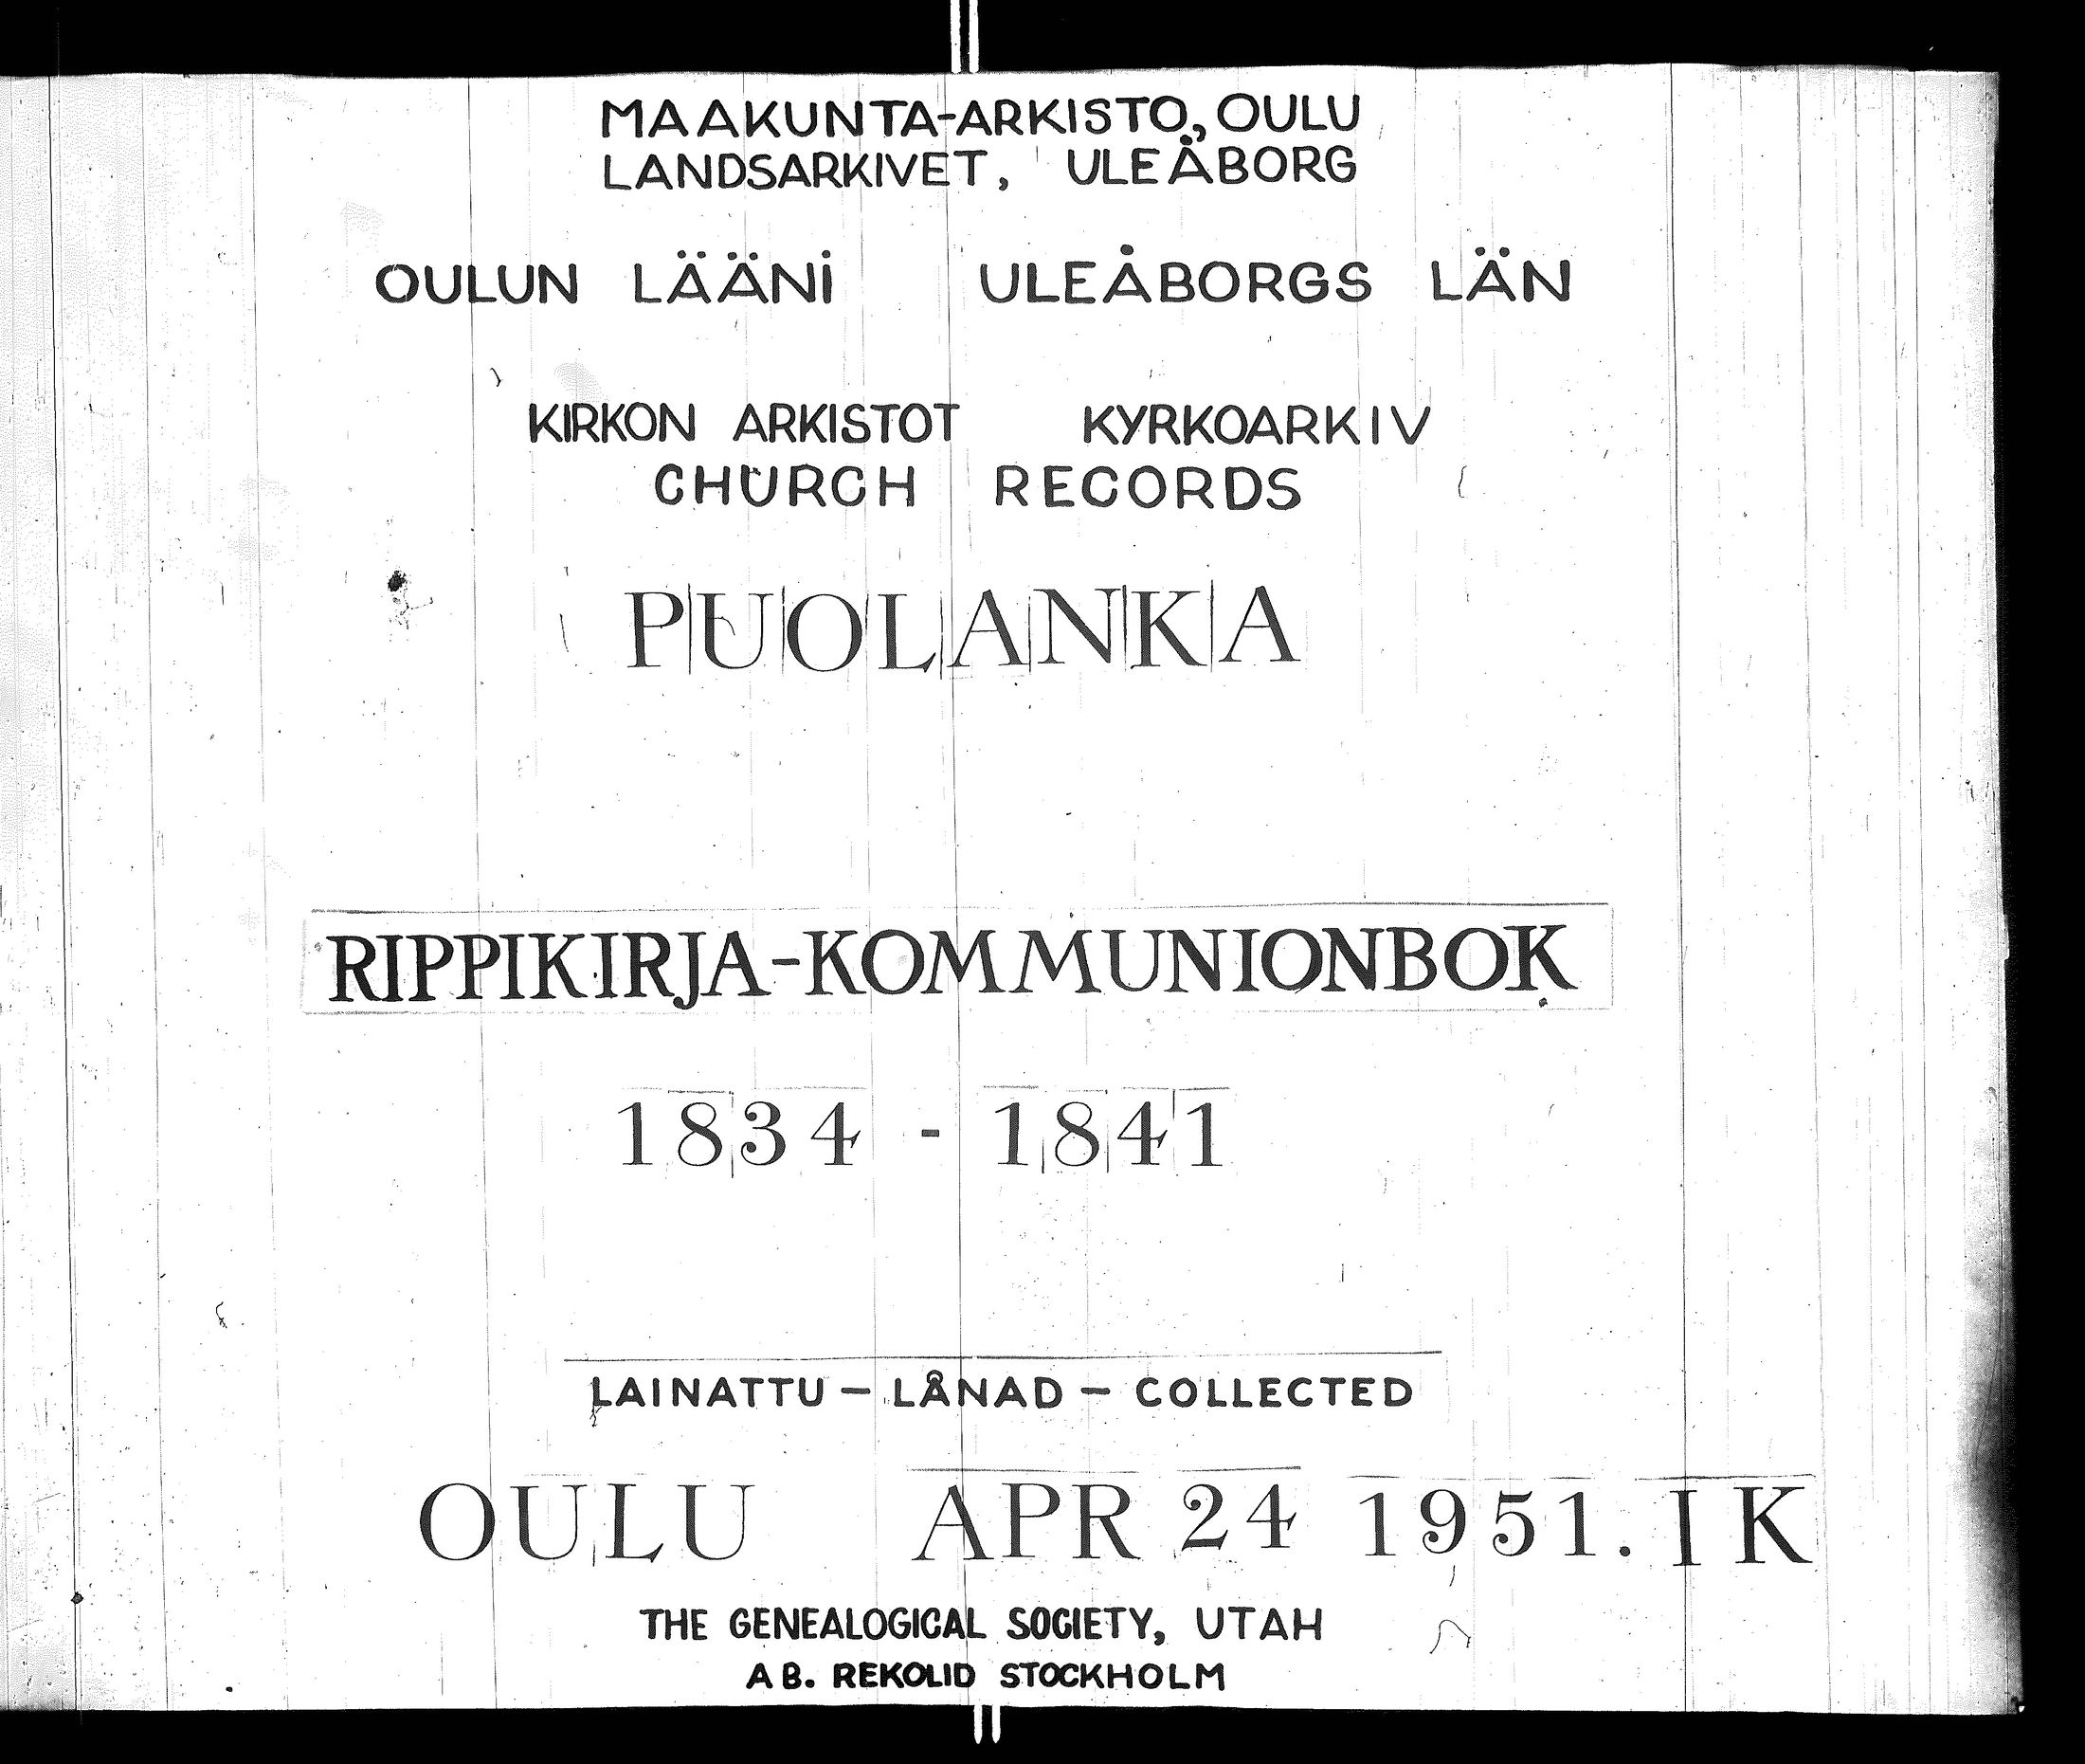 MAAKUNTA-ARKISTO, OULU
LANDSARKIVET, ULEÅBORG
OULUN LÄÄNI ULEÅBORGS LÄN
KIRKON ARKISTOT KYRKOARKIV
CHURCH RECORDS
PUOLANKA
RIPPIKIRJA-KOMMUNIONBOK
1834 - 1841
LAINATTU — LÅNAD — COLLECTED
OULU APR 24 1951. IK
THE GENEALOGICAL SOCIETY, UTAH
AB. REKOLID STOCKHOLM